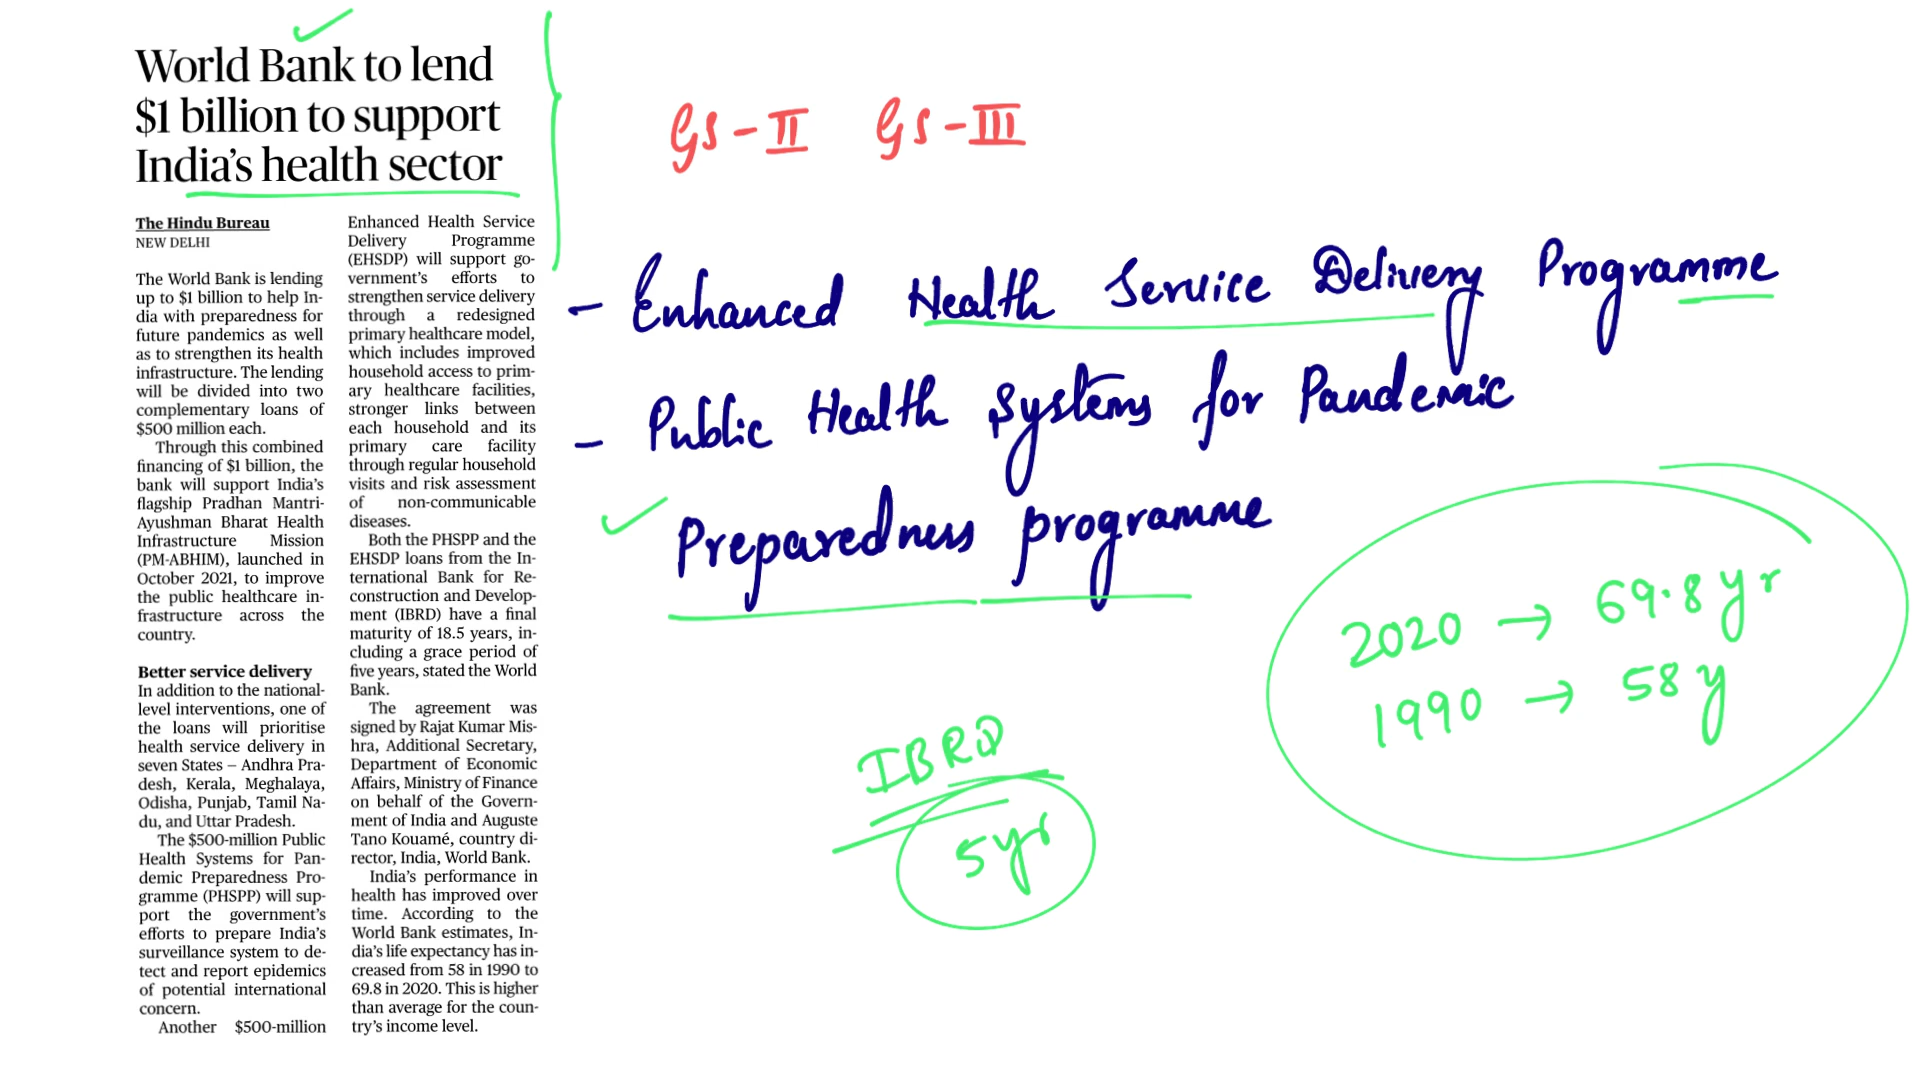 World Bank to lend
$1 billion to support
India's health sector
The Hindu Bureau
NEW DELHI
The World Bank is lending
up to $1 billion to help In-
dia with preparedness for
future pandemics as well
as to strengthen its health
infrastructure. The lending
will be divided into two
complementary loans of
$500 million each.
Through this combined
financing of $1 billion, the
bank will support India's
flagship Pradhan Mantri-
Ayushman Bharat Health
Infrastructure Mission
(PM-ABHIM), launched in
October 2021, to improve
the public healthcare in-
frastructure across the
country.
Better service delivery
In addition to the national-
level interventions, one of
the loans will prioritise
health service delivery in
seven States – Andhra Pra-
desh, Kerala, Meghalaya,
Odisha, Punjab, Tamil Na-
du, and Uttar Pradesh.
The $500-million Public
Health Systems for Pan-
demic Preparedness Pro-
gramme (PHSPP) will sup-
port the government's
efforts to prepare India's
surveillance system to de-
tect and report epidemics
of potential international
concern.
Another $500-million
Enhanced Health Service
Delivery Programme
(EHSDP) will support go-
vernment's efforts to
strengthen service delivery
through a redesigned
primary healthcare model,
which includes improved
household access to prim-
ary healthcare facilities,
stronger links between
each household and its
primary care facility
through regular household
visits and risk assessment
of non-communicable
diseases.
Both the PHSPP and the
EHSDP loans from the In-
ternational Bank for Re-
construction and Develop-
ment (IBRD) have a final
maturity of 18.5 years, in-
cluding a grace period of
five years, stated the World
Bank.
The agreement was
signed by Rajat Kumar Mis-
hra, Additional Secretary,
Department of Economic
Affairs, Ministry of Finance
on behalf of the Govern-
ment of India and Auguste
Tano Kouamé, country di-
rector, India, World Bank.
India's performance in
health has improved over
time. According to the
World Bank estimates, In-
dia's life expectancy has in-
creased from 58 in 1990 to
69.8 in 2020. This is higher
than average for the coun-
try's income level.
GS-II GS-III
- Enhanced Health Service Delivery Programme
- Public Health Systems for Pandemic
Preparedness programme
2020 → 69.8 yr
1990 → 58 y
IBRD
5yr